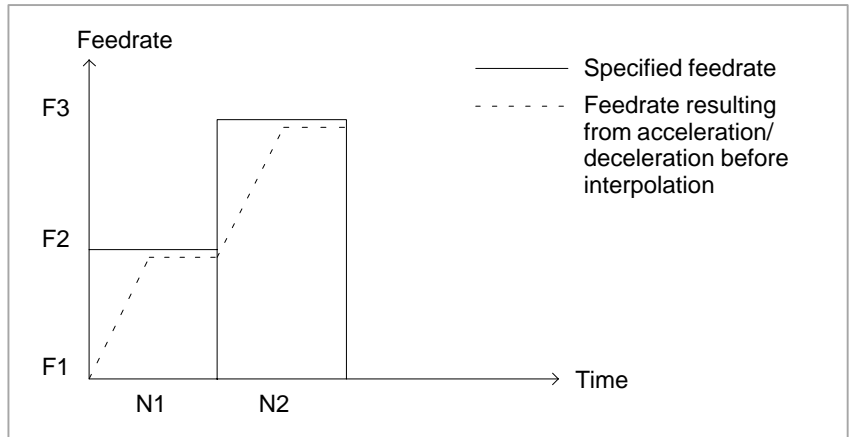 Feedrate
Specified feedrate
F3
Feedrate resulting
from acceleration/
deceleration before
interpolation
F2
F1
Time
N1 N2